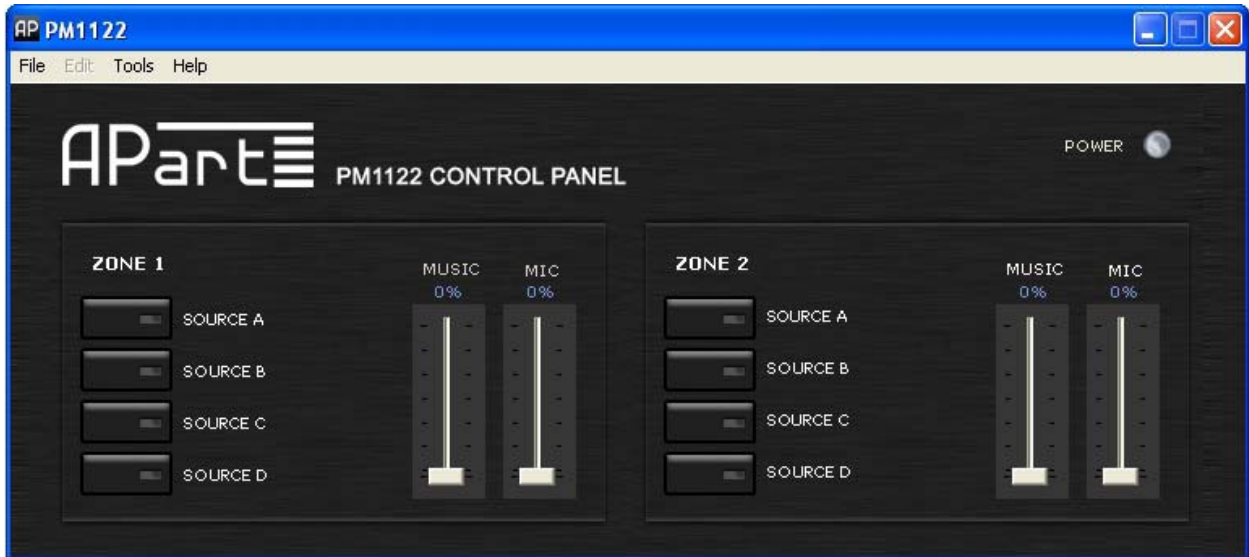 AP PM1122
File Edit Tools Help
APart PM1122 CONTROL PANEL
POWER
ZONE 1
MUSIC MIC
0% 0%
SOURCE A
SOURCE B
SOURCE C
SOURCE D
ZONE 2
MUSIC MIC
0% 0%
SOURCE A
SOURCE B
SOURCE C
SOURCE D